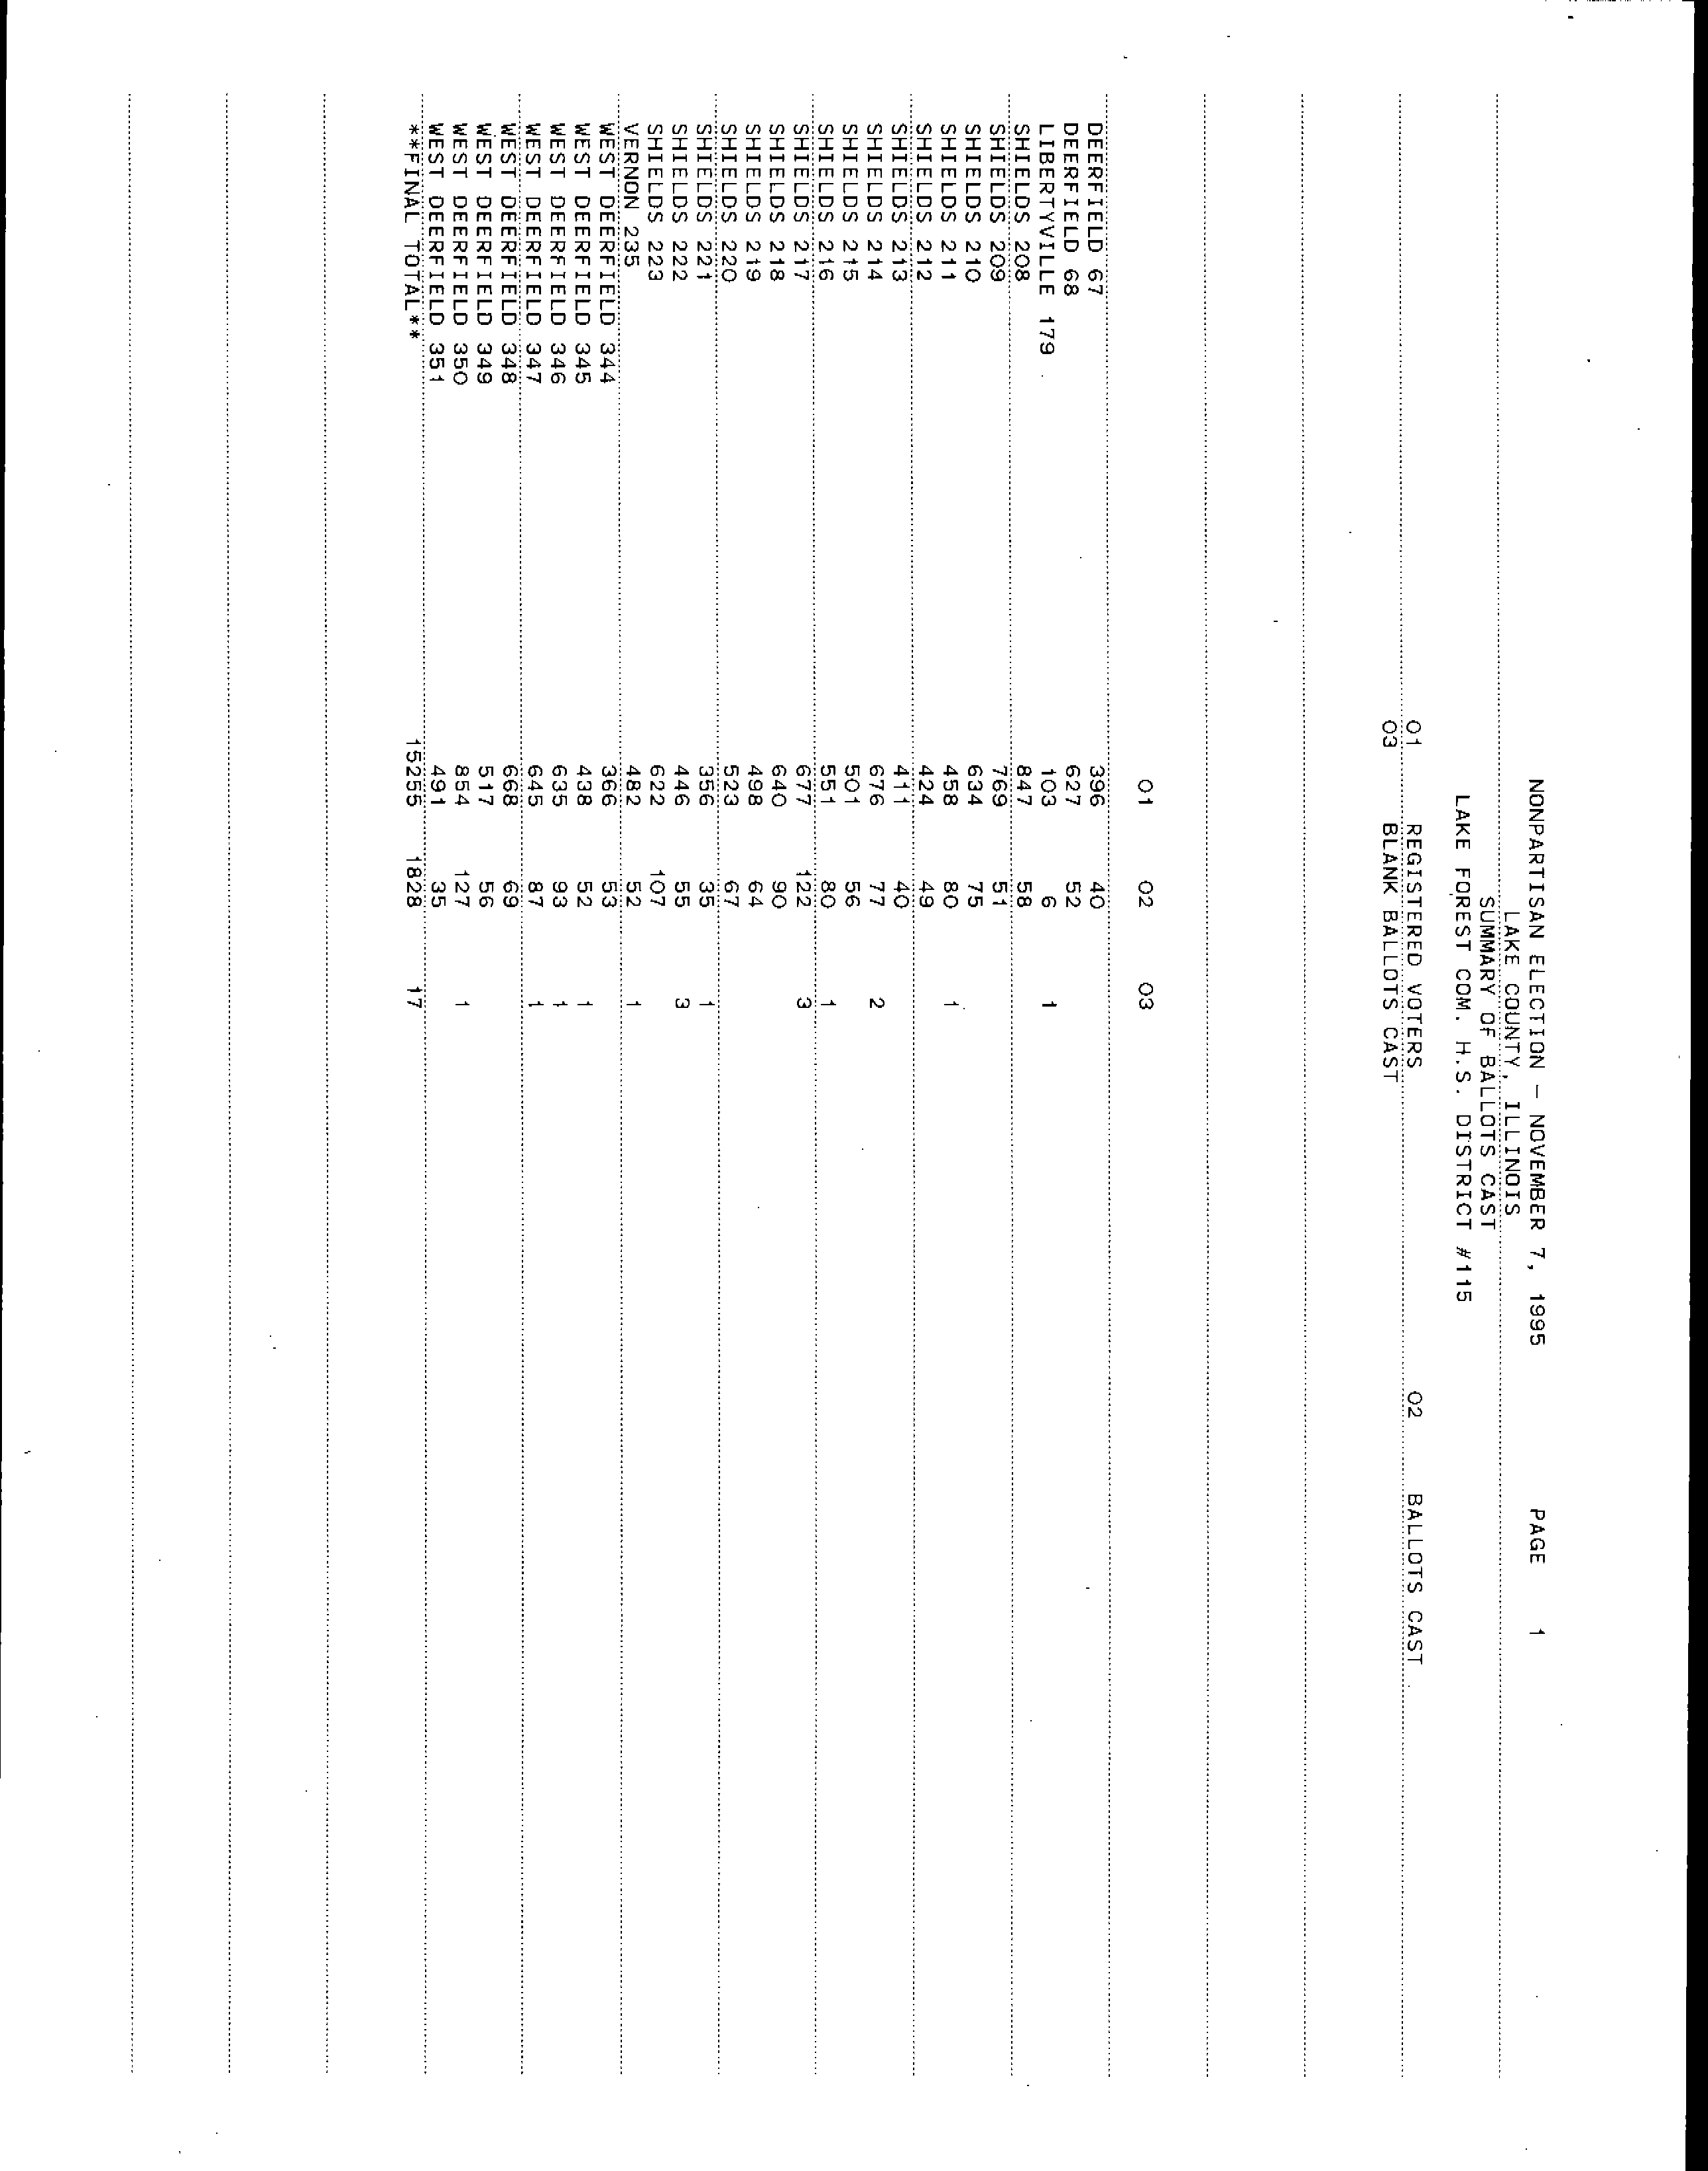 NONPARTISAN ELECTION - NOVEMBER 7, 1995 PAGE 1
LAKE COUNTY, ILLINOIS
SUMMARY OF BALLOTS CAST
LAKE FOREST COM. H.S. DISTRICT #115
01 REGISTERED VOTERS 02 BALLOTS CAST
03 BLANK BALLOTS CAST
01 02 03
DEERFIELD 67 396 40
DEERFIELD 68 627 52
LIBERTYVILLE 179 103 6 1
SHIELDS 208 847 58
SHIELDS 209 769 51
SHIELDS 210 634 75
SHIELDS 211 458 80 1
SHIELDS 212 424 49
SHIELDS 213 411 40
SHIELDS 214 676 77 2
SHIELDS 215 501 56
SHIELDS 216 551 80 1
SHIELDS 217 677 122 3
SHIELDS 218 640 90
SHIELDS 219 498 64
SHIELDS 220 523 67
SHIELDS 221 356 35 1
SHIELDS 222 446 55 3
SHIELDS 223 622 107
VERNON 235 482 52 1
WEST DEERFIELD 344 366 53
WEST DEERFIELD 345 438 52 1
WEST DEERFIELD 346 635 93 1
WEST DEERFIELD 347 645 87 1
WEST DEERFIELD 348 668 69
WEST DEERFIELD 349 517 56
WEST DEERFIELD 350 854 127 1
WEST DEERFIELD 351 491 35
**FINAL TOTAL** 15255 1828 17